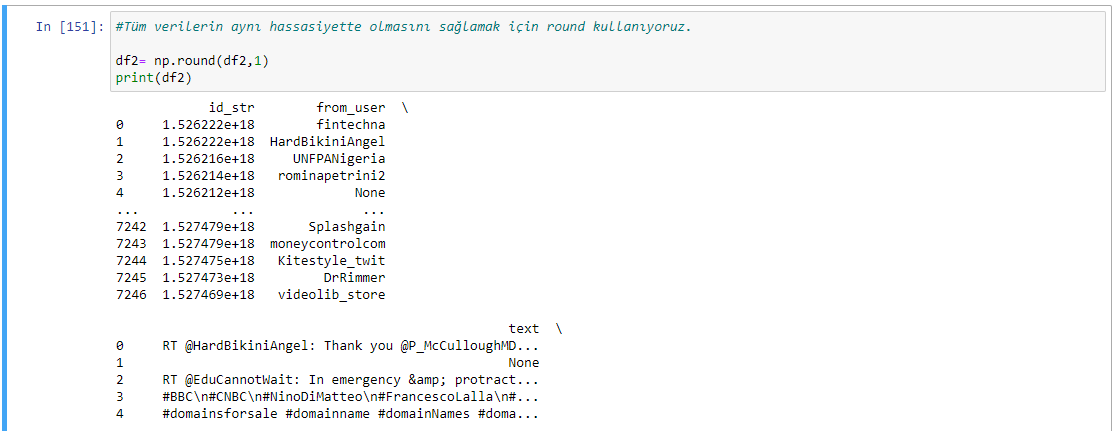 In [151]: #Tüm verilerin aynı hassasiyette olmasını sağlamak için round kullanıyoruz.
df2= np.round(df2,1)
print(df2)
id_str from_user \
0 1.526222e+18 fintechna
1 1.526222e+18 HardBikiniAngel
2 1.526216e+18 UNFPANigeria
3 1.526214e+18 rominapetrini2
4 1.526212e+18 None
... ... ...
7242 1.527479e+18 Splashgain
7243 1.527479e+18 moneycontrolcom
7244 1.527475e+18 Kitestyle_twit
7245 1.527473e+18 DrRimmer
7246 1.527469e+18 videolib_store
text \
0 RT @HardBikiniAngel: Thank you @P_McCulloughMD...
1 None
2 RT @EduCannotWait: In emergency &amp; protract...
3 #BBC\n#CNBC\n#NinoDiMatteo\n#FrancescoLalla\n#...
4 #domainsforsale #domainname #domainNames #doma...